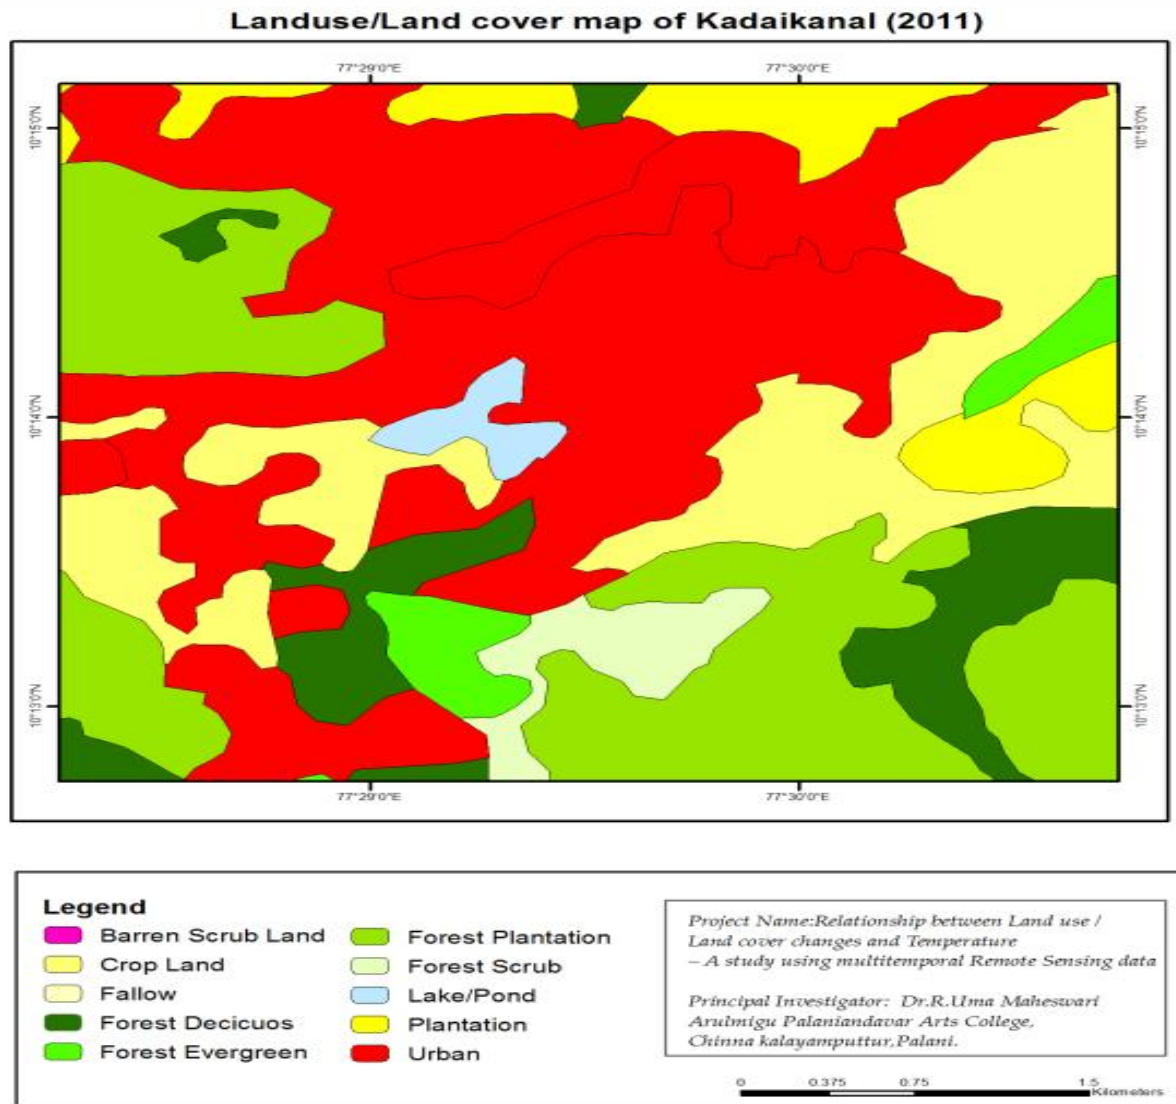 Landuse/Land cover map of Kadaikanal (2011)
77°29'0"E 77°30'0"E
10°15'0"N 10°15'0"N
10°14'0"N 10°14'0"N
10°13'0"N 10°13'0"N
77°29'0"E 77°30'0"E
Legend
Barren Scrub Land
Crop Land
Fallow
Forest Decicuos
Forest Evergreen
Forest Plantation
Forest Scrub
Lake/Pond
Plantation
Urban
Project Name:Relationship between Land use /
Land cover changes and Temperature
– A study using multitemporal Remote Sensing data
Principal Investigator: Dr.R.Uma Maheswari
Arulmigu Palaniandavar Arts College,
Chinna kalayamputtur,Palani.
0 0.375 0.75 1.5
Kilometers